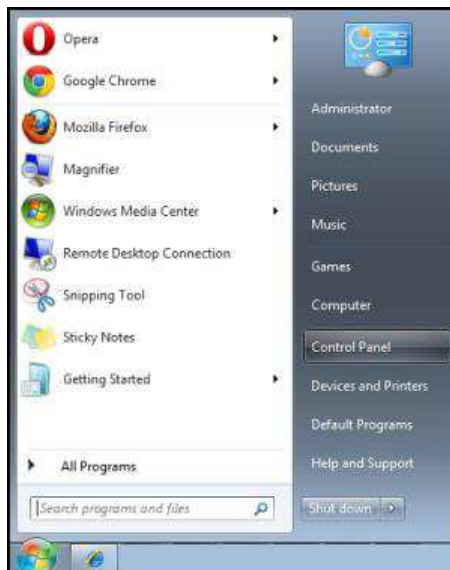 Opera
Google Chrome
Mozilla Firefox
Magnifier
Windows Media Center
Remote Desktop Connection
Snipping Tool
Sticky Notes
Getting Started
All Programs
Search programs and files
Administrator
Documents
Pictures
Music
Games
Computer
Control Panel
Devices and Printers
Default Programs
Help and Support
Shut down